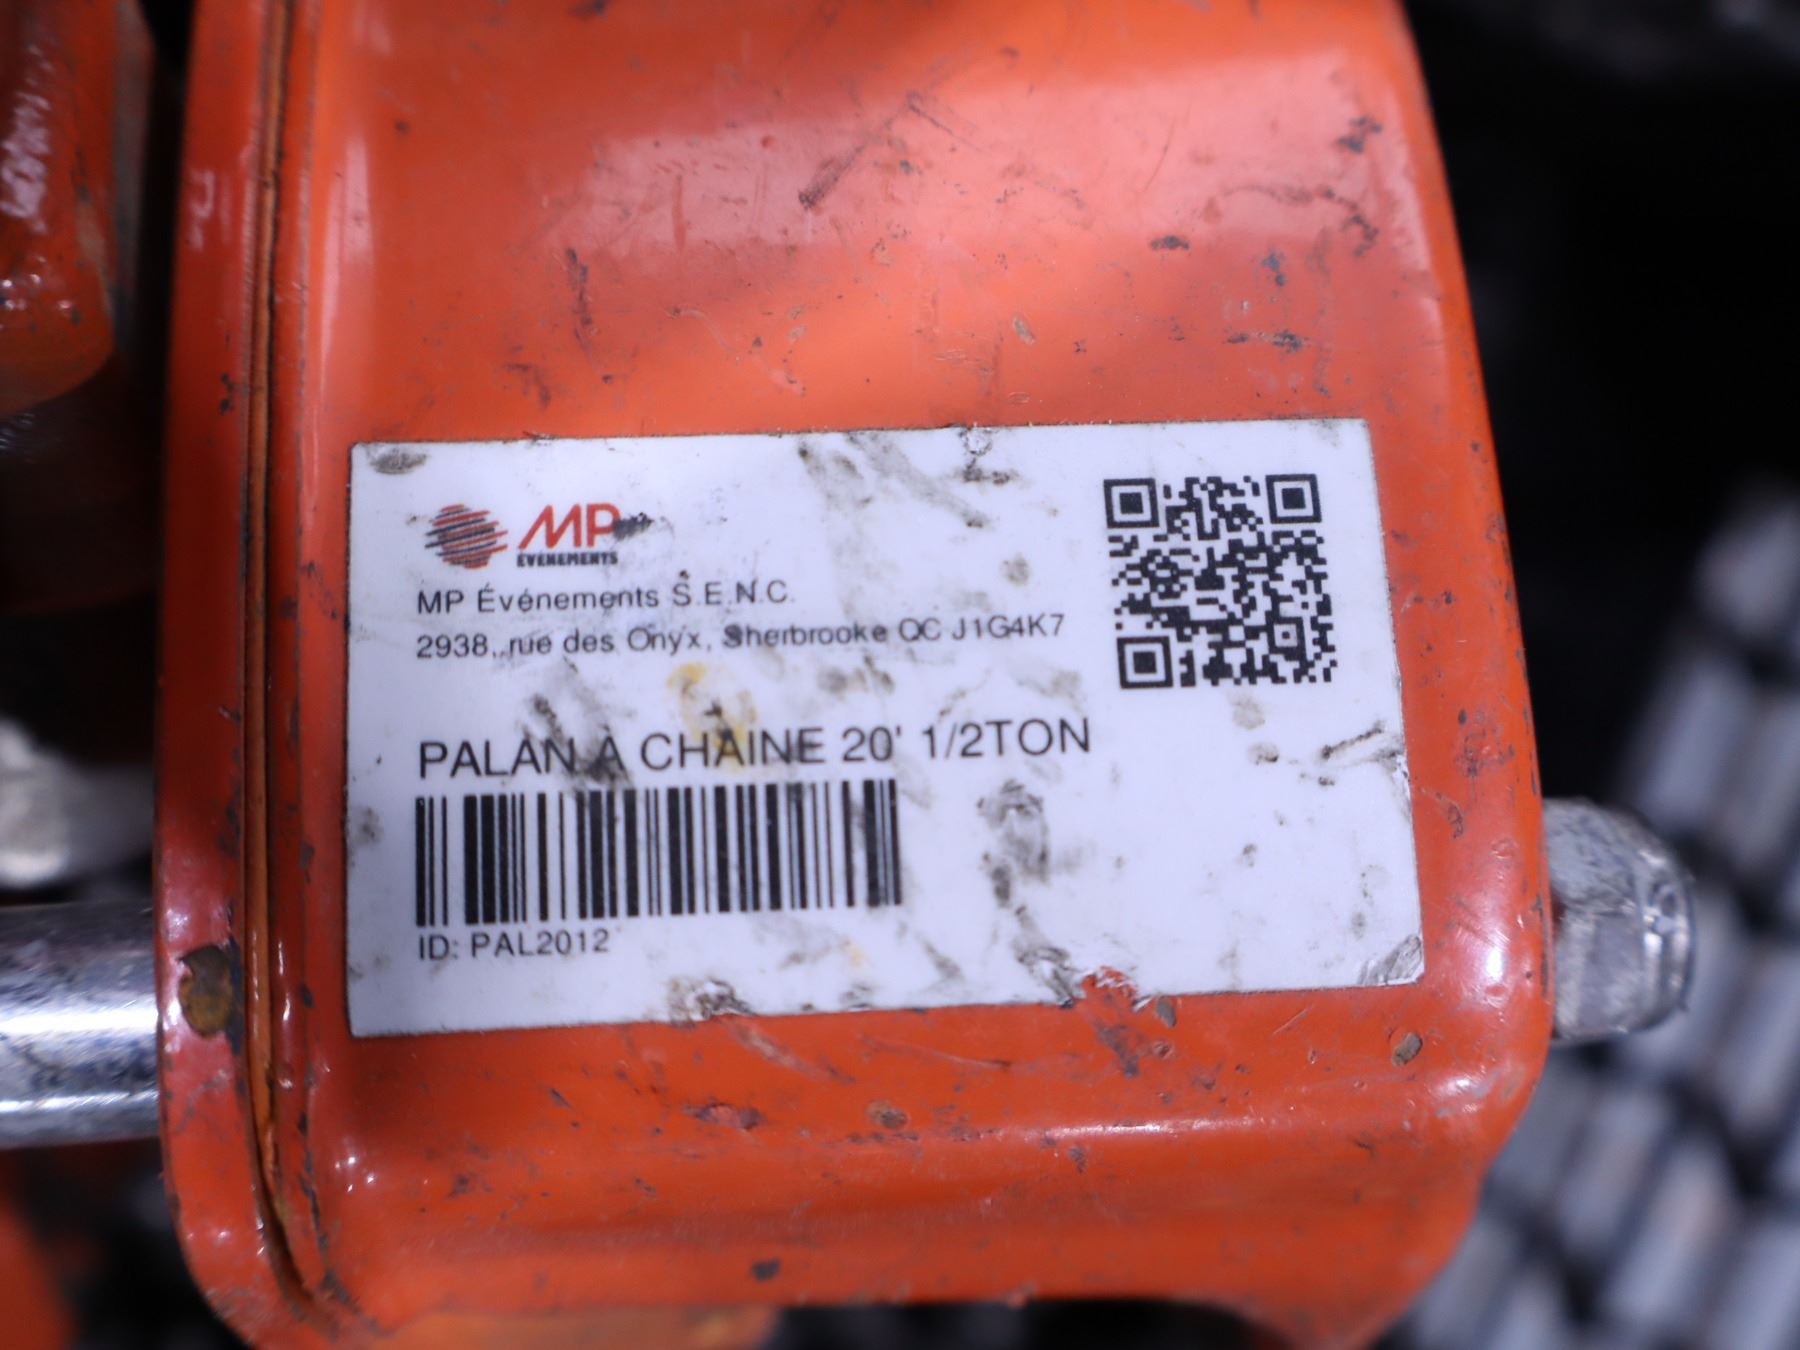 MP
ÉVÉNEMENTS
MP Événements S.E.N.C.
2938, rue des Onyx, Sherbrooke QC J1G4K7
PALAN À CHAINE 20' 1/2TON
ID: PAL2012